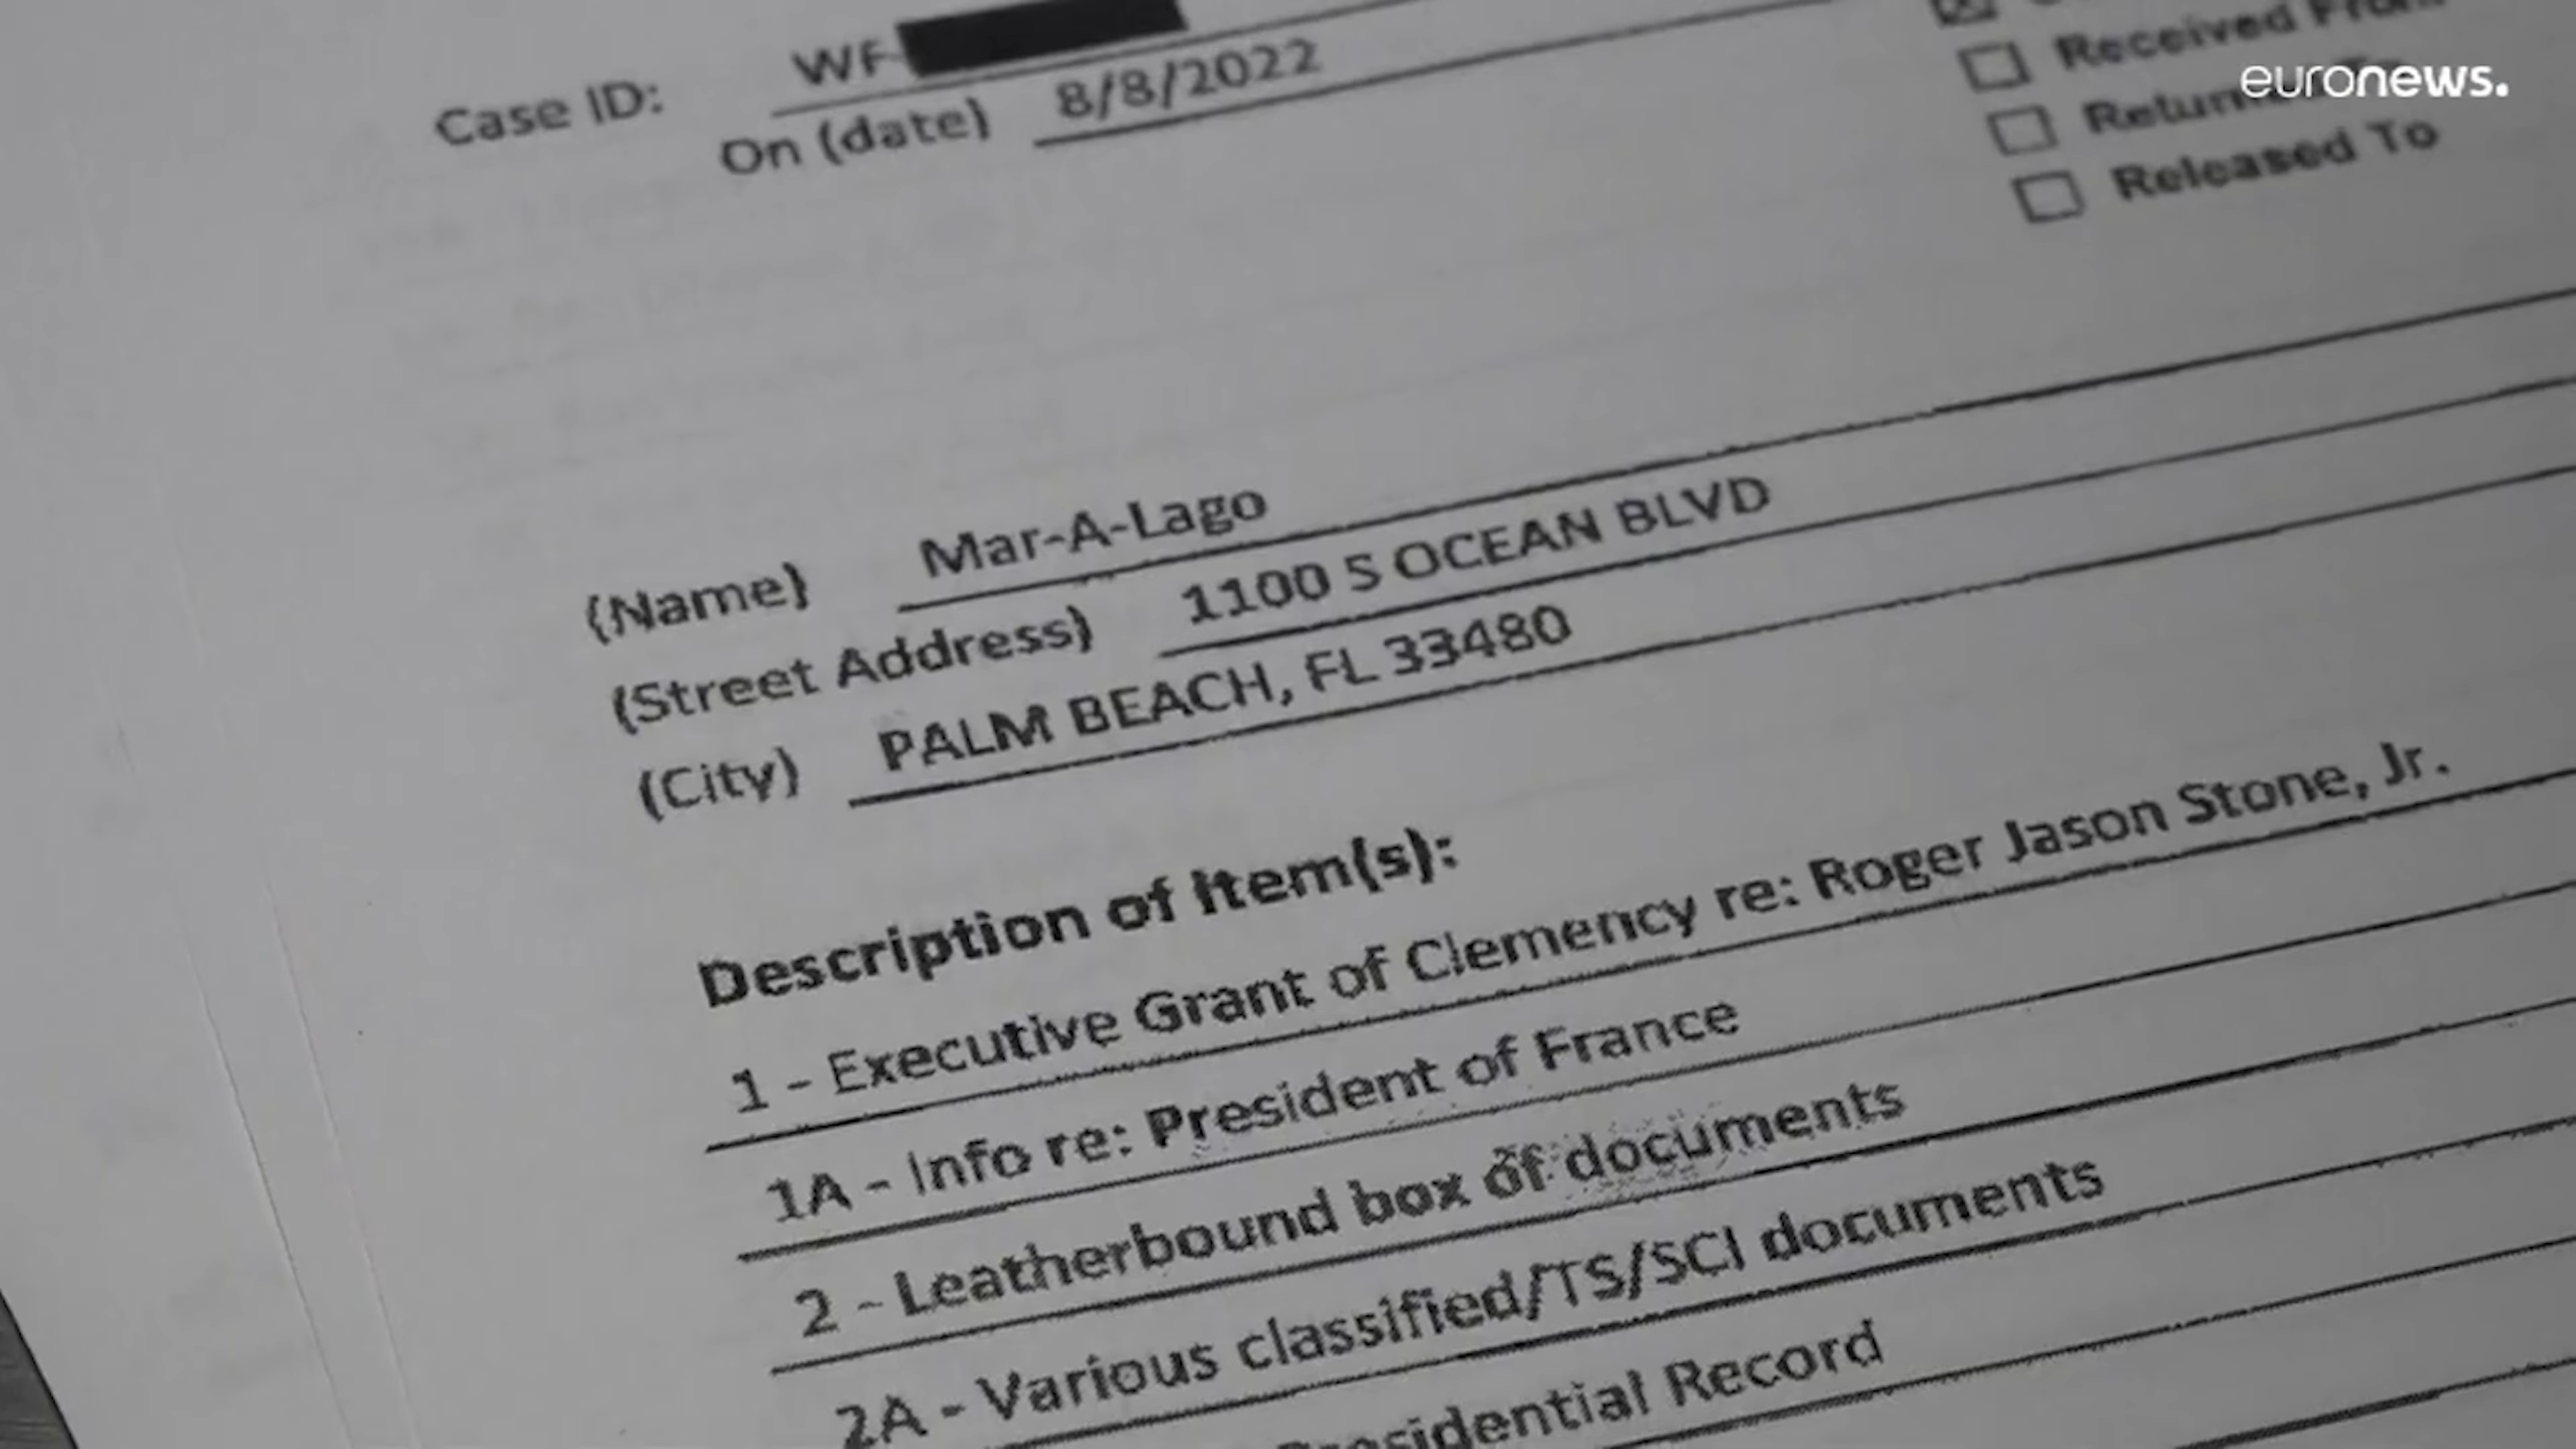 Case ID: WF-
On (date) 8/8/2022
Received From
Released To
euronews.
(Name) Mar-A-Lago
(Street Address) 1100 S OCEAN BLVD
(City) PALM BEACH, FL 33480
Description of Item(s):
1 - Executive Grant of Clemency re: Roger Jason Stone, Jr.
1A - Info re: President of France
2 - Leatherbound box of documents
2A - Various classified/TS/SCI documents
Record